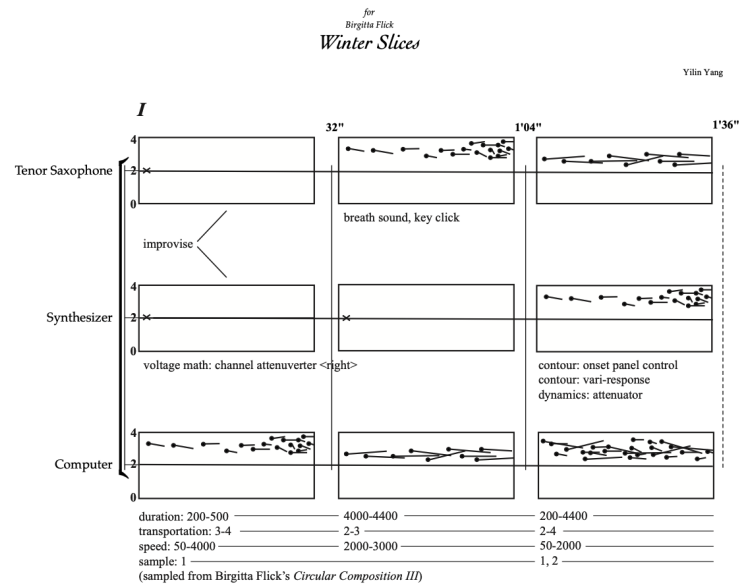 for
Birgitta Flick
Winter Slices
Yilin Yang
I
32" 1'04" 1'36"
4
Tenor Saxophone 2
0
breath sound, key click
improvise
4
Synthesizer 2
0
voltage math: channel attenuverter <right>
contour: onset panel control
contour: vari-response
dynamics: attenuator
4
Computer 2
0
duration: 200-500 4000-4400 200-4400
transportation: 3-4 2-3 2-4
speed: 50-4000 2000-3000 50-2000
sample: 1 1, 2
(sampled from Birgitta Flick's Circular Composition III)